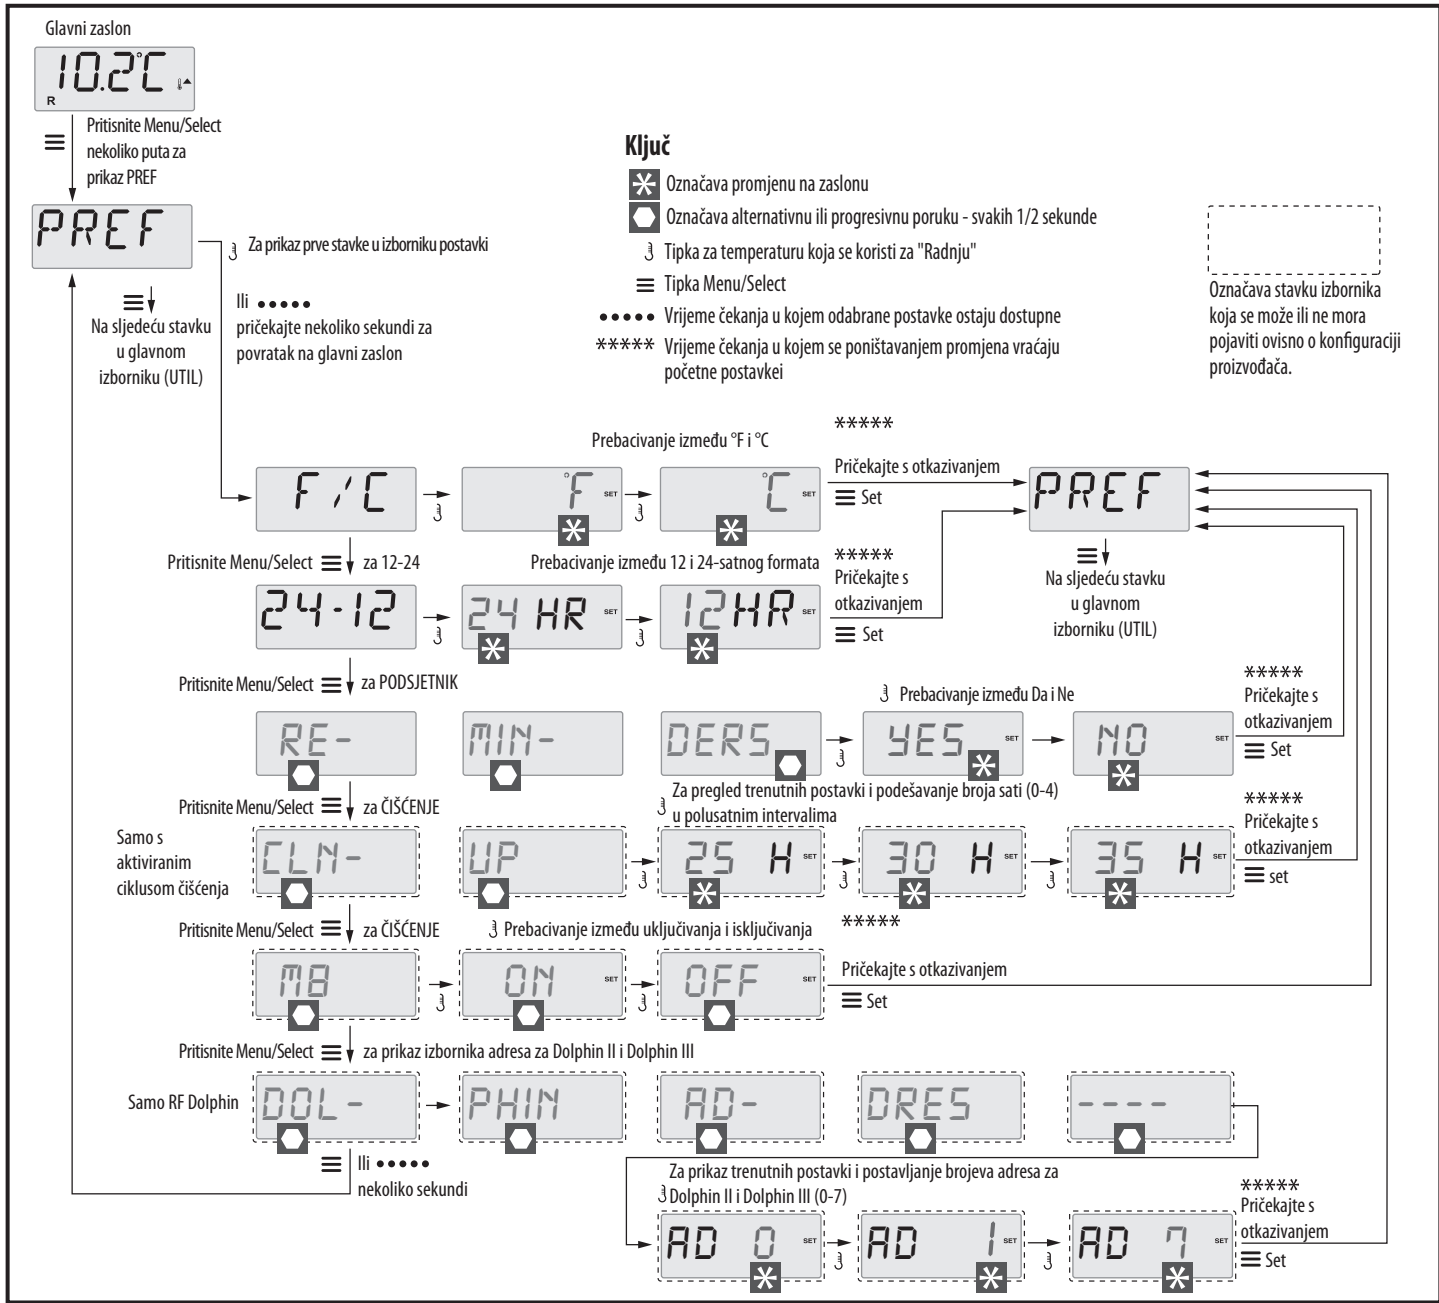 Glavni zaslon
10.2°C
R
Pritisnite Menu/Select
nekoliko puta za
prikaz PREF
PREF
Za prikaz prve stavke u izborniku postavki
Ili •••••
pričekajte nekoliko sekundi za
povratak na glavni zaslon
Na sljedeću stavku
u glavnom
izborniku (UTIL)
Ključ
Označava promjenu na zaslonu
Označava alternativnu ili progresivnu poruku - svakih 1/2 sekunde
Tipka za temperaturu koja se koristi za "Radnju"
Tipka Menu/Select
••••• Vrijeme čekanja u kojem odabrane postavke ostaju dostupne
***** Vrijeme čekanja u kojem se poništavanjem promjena vraćaju
početne postavkei
Označava stavku izbornika
koja se može ili ne mora
pojaviti ovisno o konfiguraciji
proizvođača.
Prebacivanje između °F i °C
*****
Pričekajte s otkazivanjem
Set
F/C
°F SET
°C SET
PREF
Na sljedeću stavku
u glavnom
izborniku (UTIL)
Pritisnite Menu/Select za 12-24
Prebacivanje između 12 i 24-satnog formata
*****
Pričekajte s
otkazivanjem
Set
24-12
24 HR SET
12 HR SET
Pritisnite Menu/Select za PODSJETNIK
Prebacivanje između Da i Ne
*****
Pričekajte s
otkazivanjem
Set
RE-
MIN-
DERS
YES SET
NO SET
Pritisnite Menu/Select za ČIŠĆENJE
Za pregled trenutnih postavki i podešavanje broja sati (0-4)
u polusatnim intervalima
*****
Pričekajte s
otkazivanjem
set
Samo s
aktiviranim
ciklusom čišćenja
CLN-
UP
25 H SET
30 H SET
35 H SET
Pritisnite Menu/Select za ČIŠĆENJE
Prebacivanje između uključivanja i isključivanja
*****
Pričekajte s otkazivanjem
Set
M8
ON SET
OFF SET
Pritisnite Menu/Select za prikaz izbornika adresa za Dolphin II i Dolphin III
Samo RF Dolphin
DOL-
PHIN
AD-
DRES
----
Ili •••••
nekoliko sekundi
Za prikaz trenutnih postavki i postavljanje brojeva adresa za
Dolphin II i Dolphin III (0-7)
*****
Pričekajte s
otkazivanjem
Set
AD 0 SET
AD 1 SET
AD 7 SET